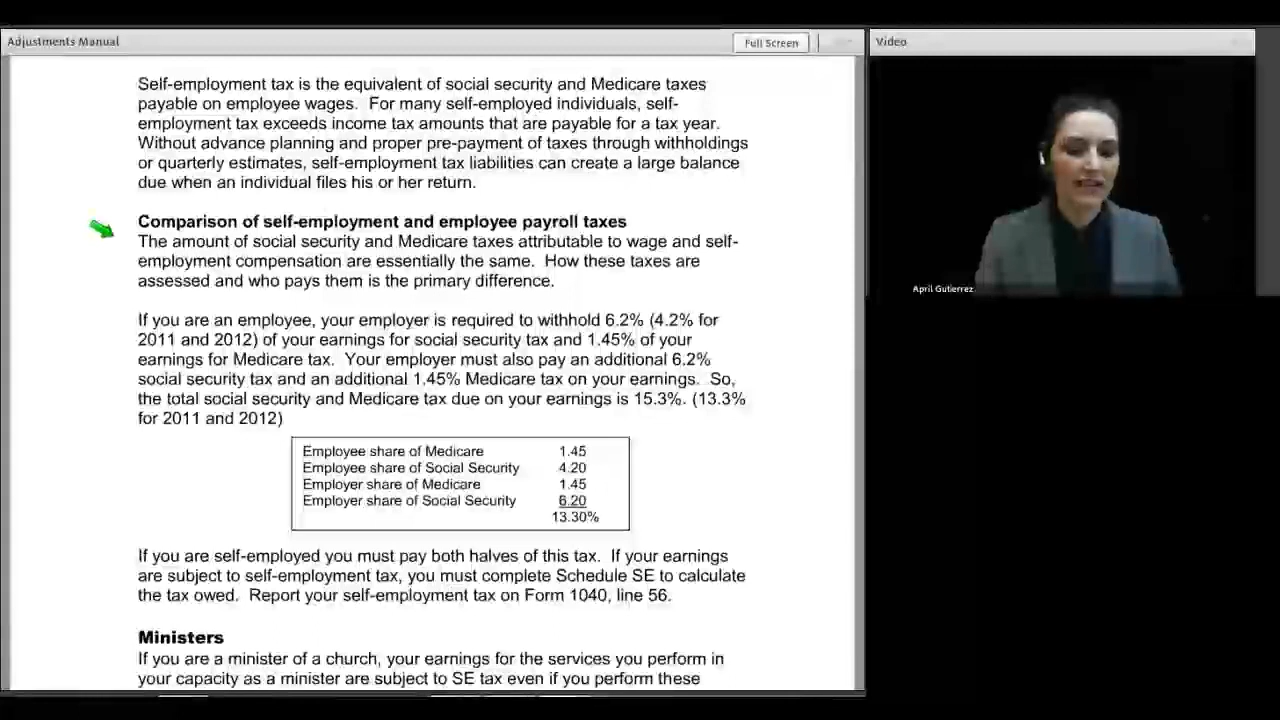 Adjustments Manual
Full Screen
Video
Self-employment tax is the equivalent of social security and Medicare taxes
payable on employee wages. For many self-employed individuals, self-
employment tax exceeds income tax amounts that are payable for a tax year.
Without advance planning and proper pre-payment of taxes through withholdings
or quarterly estimates, self-employment tax liabilities can create a large balance
due when an individual files his or her return.
Comparison of self-employment and employee payroll taxes
The amount of social security and Medicare taxes attributable to wage and self-
employment compensation are essentially the same. How these taxes are
assessed and who pays them is the primary difference.
If you are an employee, your employer is required to withhold 6.2% (4.2% for
2011 and 2012) of your earnings for social security tax and 1.45% of your
earnings for Medicare tax. Your employer must also pay an additional 6.2%
social security tax and an additional 1.45% Medicare tax on your earnings. So,
the total social security and Medicare tax due on your earnings is 15.3%. (13.3%
for 2011 and 2012)
Employee share of Medicare 1.45
Employee share of Social Security 4.20
Employer share of Medicare 1.45
Employer share of Social Security 6.20
13.30%
If you are self-employed you must pay both halves of this tax. If your earnings
are subject to self-employment tax, you must complete Schedule SE to calculate
the tax owed. Report your self-employment tax on Form 1040, line 56.
Ministers
If you are a minister of a church, your earnings for the services you perform in
your capacity as a minister are subject to SE tax even if you perform these
April Gutierrez